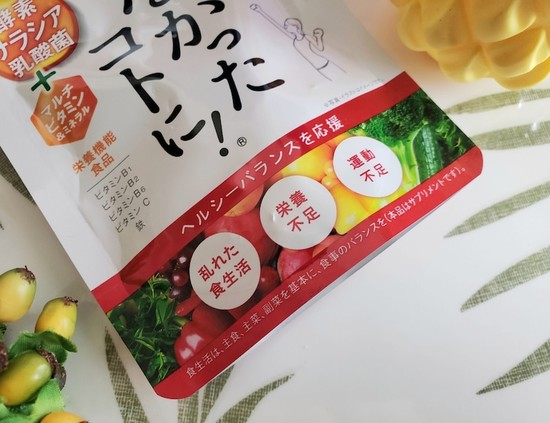 酵素
サラシア
乳酸菌
+
マルチ
ビタミン
&ミネラル
栄養機能
食品
ビタミンB1
ビタミンB2
ビタミンB6
ビタミン C
鉄
かった
コトに!®
ヘルシーバランスを応援
乱れた
食生活
栄養
不足
運動
不足
食生活は、主食、主菜、副菜を基本に、食事のバランスを(本品はサプリメントです)。